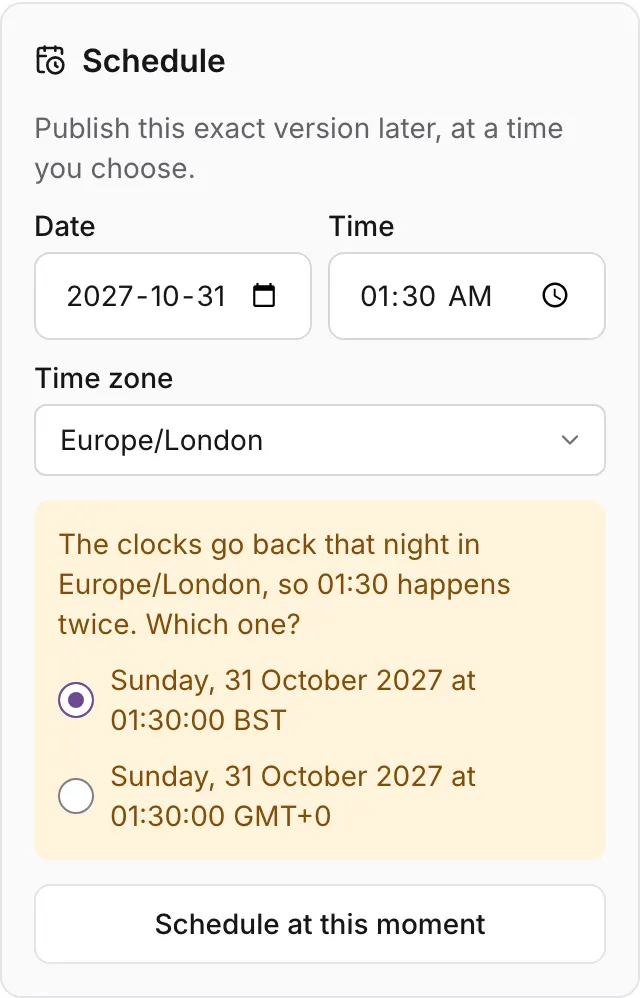 Schedule
Publish this exact version later, at a time
you choose.
Date
Time
2027-10-31
01:30 AM
Time zone
Europe/London
The clocks go back that night in
Europe/London, so 01:30 happens
twice. Which one?
Sunday, 31 October 2027 at
01:30:00 BST
Sunday, 31 October 2027 at
01:30:00 GMT+0
Schedule at this moment